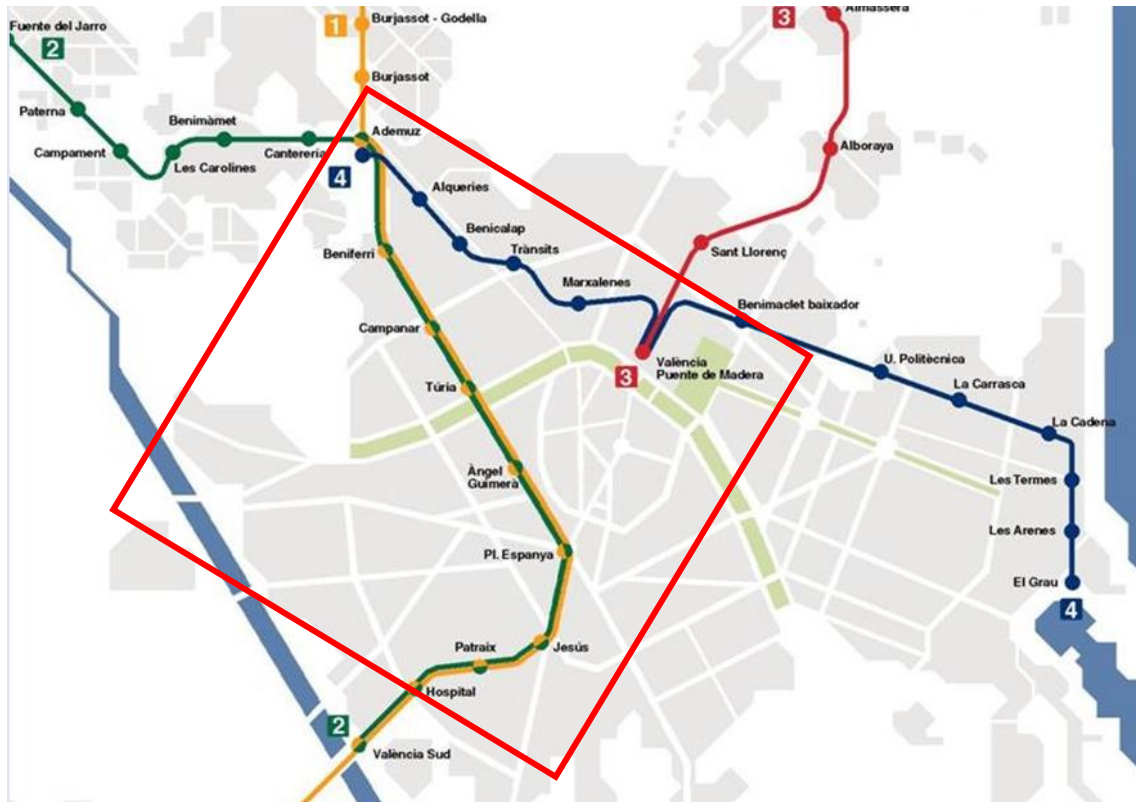 Fuente del Jarro
2
1
Burjassot - Godella
3
Almàssera
Burjassot
Paterna
Benimàmet
Ademuz
Campament
Les Carolines
Cantereria
Alboraya
4
Alqueries
Benicalap
Trànsits
Sant Llorenç
Beniferri
Marxalenes
Benimaclet baixador
Campanar
València
Puente de Madera
3
U. Politècnica
Túria
La Carrasca
La Cadena
Àngel
Guimerà
Les Termes
Les Arenes
Pl. Espanya
El Grau
4
Patraix
Jesús
Hospital
2
València Sud